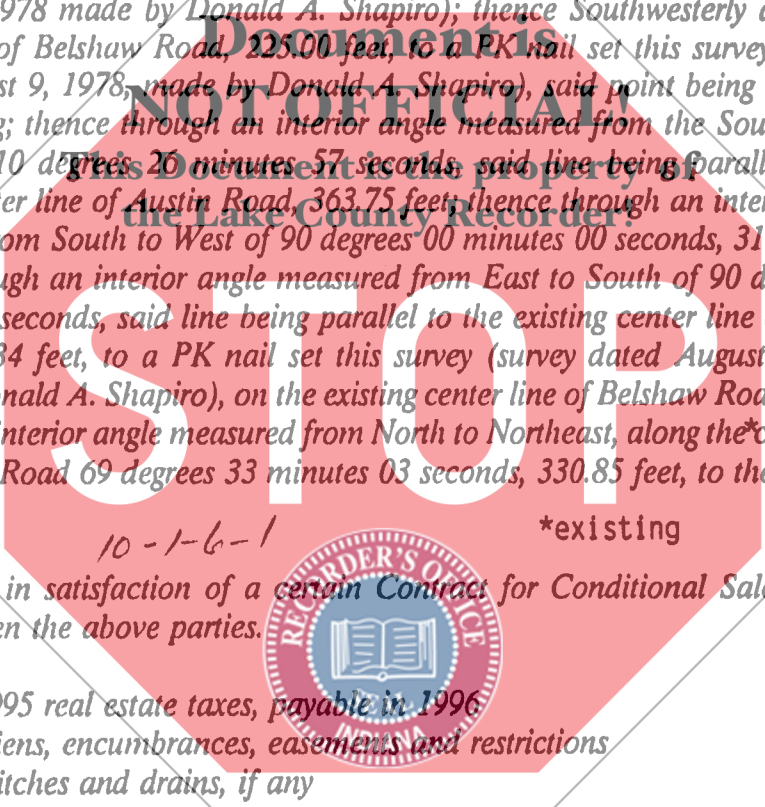 978 made by Donald A. Shapiro); thence Southwesterly a
of Belshaw Road, 225.00 feet, to a PK nail set this survey
Document is
st 9, 1978, made by Donald A. Shapiro), said point being
NOT OFFICIAL!
g; thence through an interior angle measured from the Sou
10 degrees 26 minutes 57 seconds, said line being parall
This Document is the property of
er line of Austin Road, 363.75 feet; thence through an inter
the Lake County Recorder!
om South to West of 90 degrees 00 minutes 00 seconds, 31
ugh an interior angle measured from East to South of 90 d
seconds, said line being parallel to the existing center line
34 feet, to a PK nail set this survey (survey dated August
nald A. Shapiro), on the existing center line of Belshaw Roa
STOP
interior angle measured from North to Northeast, along the*c
Road 69 degrees 33 minutes 03 seconds, 330.85 feet, to the
10-1-6-1 *existing
in satisfaction of a certain Contract for Conditional Sal
en the above parties.
RECORDER'S OFFICE
SEAL
INDIANA
95 real estate taxes, payable in 1996
iens, encumbrances, easements and restrictions
itches and drains, if any